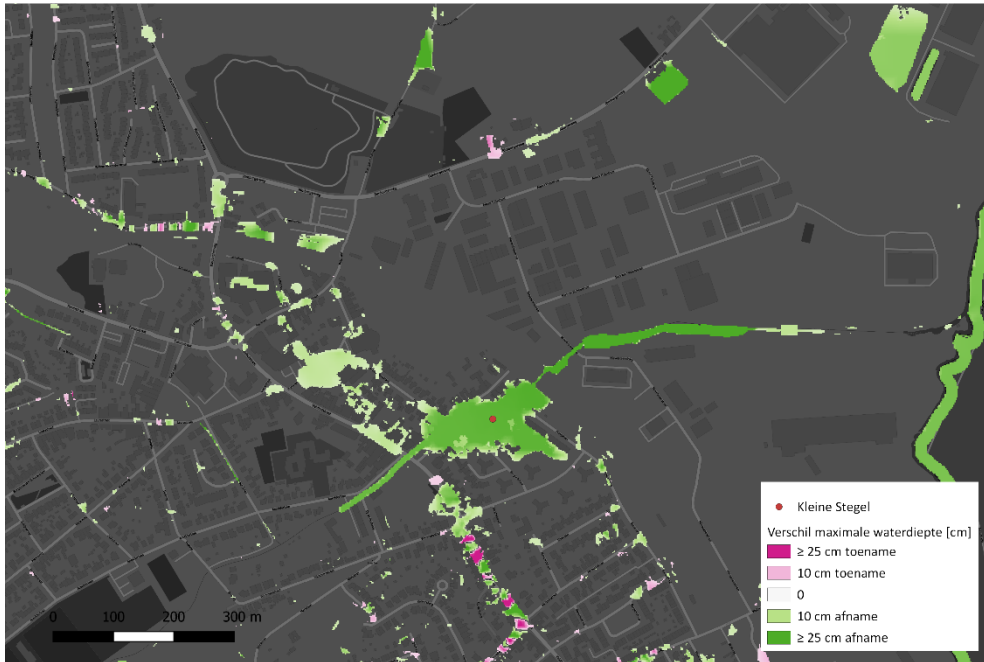 Kleine Stegel
Verschil maximale waterdiepte [cm]
≥ 25 cm toename
10 cm toename
0
10 cm afname
≥ 25 cm afname
0 100 200 300 m